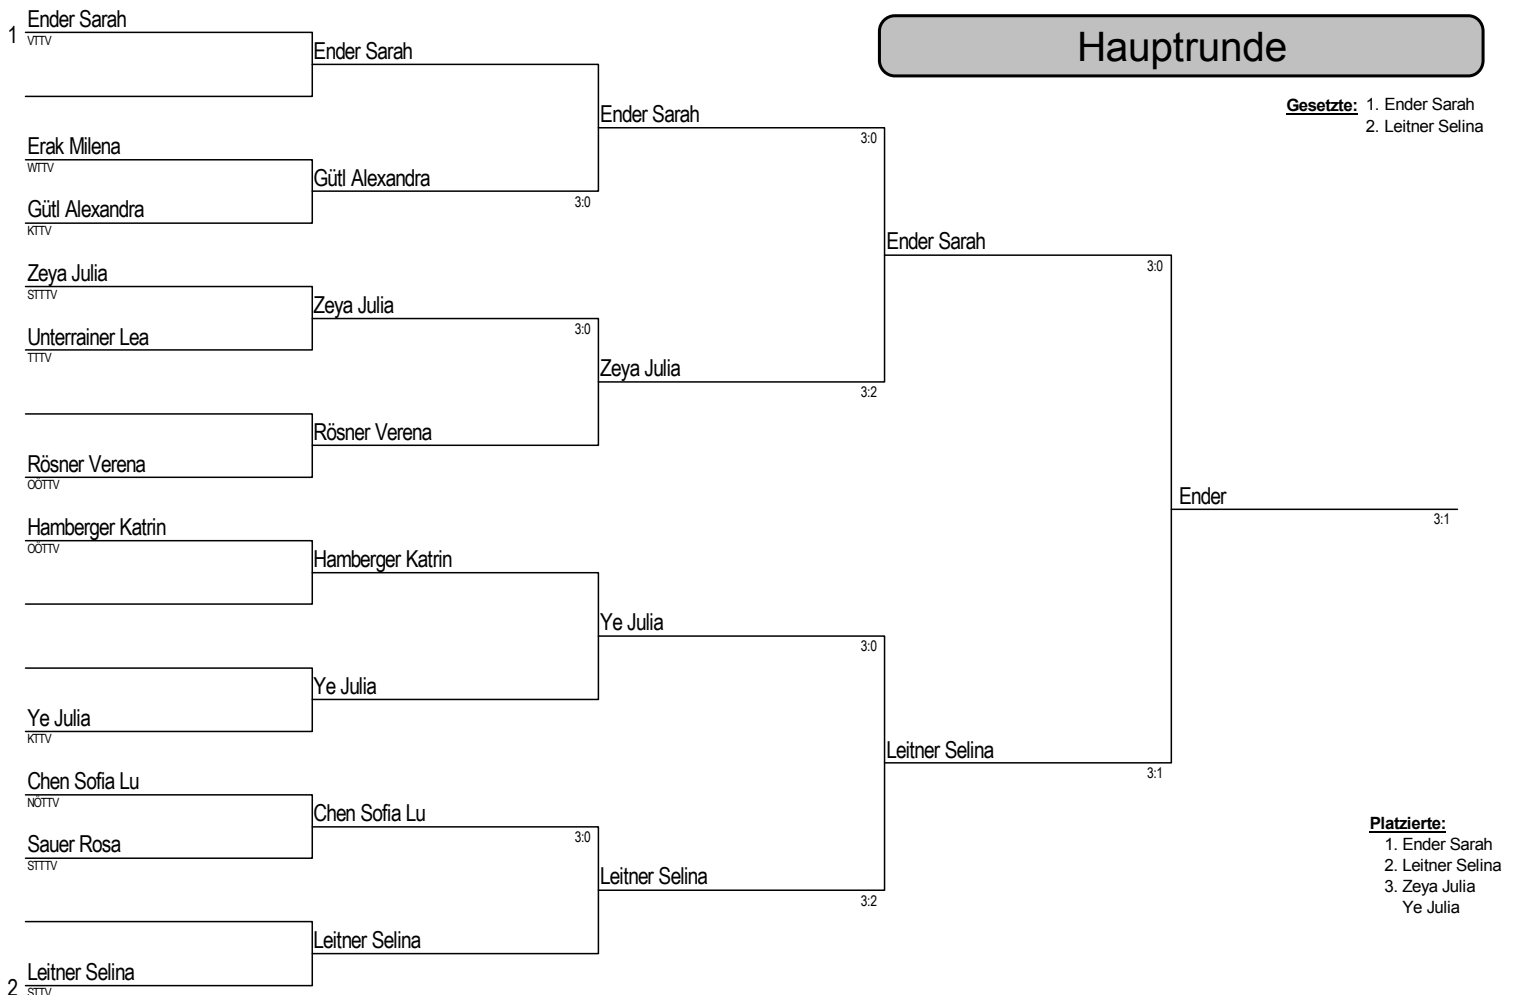 Hauptrunde
Gesetzte: 1. Ender Sarah
2. Leitner Selina
1 Ender Sarah
VTTV
Erak Milena
WTTV
Gütl Alexandra
KTTV
Zeya Julia
STTTV
Unterrainer Lea
TTTV
Rösner Verena
OÖTTV
Hamberger Katrin
OÖTTV
Ye Julia
KTTV
Chen Sofia Lu
NÖTTV
Sauer Rosa
STTTV
2 Leitner Selina
STTV
Ender Sarah
Gütl Alexandra
3:0
Zeya Julia
3:0
Rösner Verena
Hamberger Katrin
Ye Julia
Chen Sofia Lu
3:0
Leitner Selina
Ender Sarah
3:0
Zeya Julia
3:2
Ye Julia
3:0
Leitner Selina
3:2
Ender Sarah
3:0
Leitner Selina
3:1
Ender
3:1
Platzierte:
1. Ender Sarah
2. Leitner Selina
3. Zeya Julia
Ye Julia